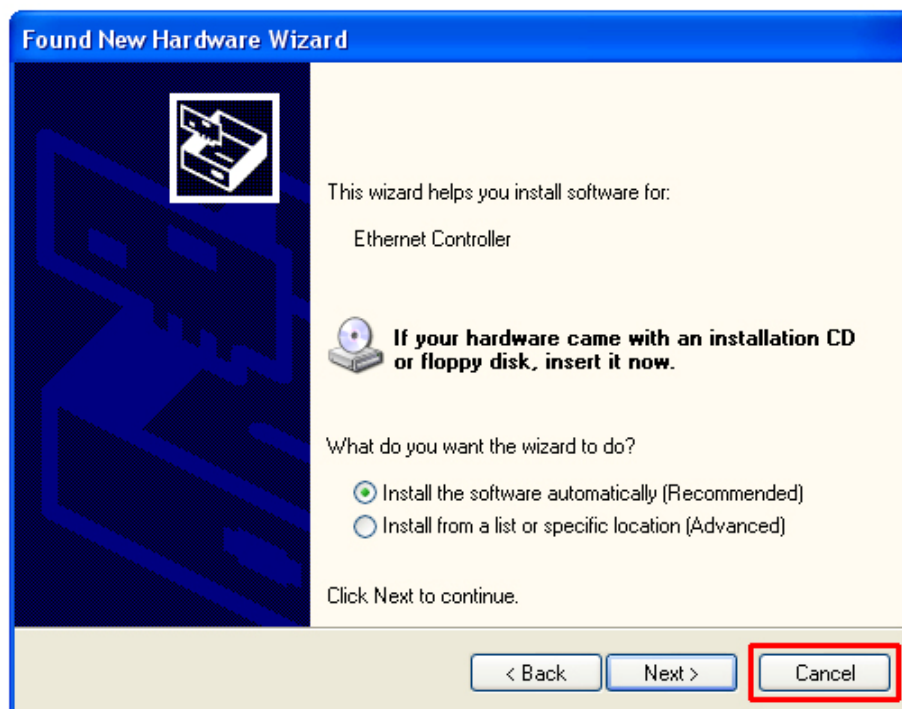 Found New Hardware Wizard
This wizard helps you install software for:
Ethernet Controller
If your hardware came with an installation CD
or floppy disk, insert it now.
What do you want the wizard to do?
Install the software automatically (Recommended)
Install from a list or specific location (Advanced)
Click Next to continue.
< Back Next > Cancel